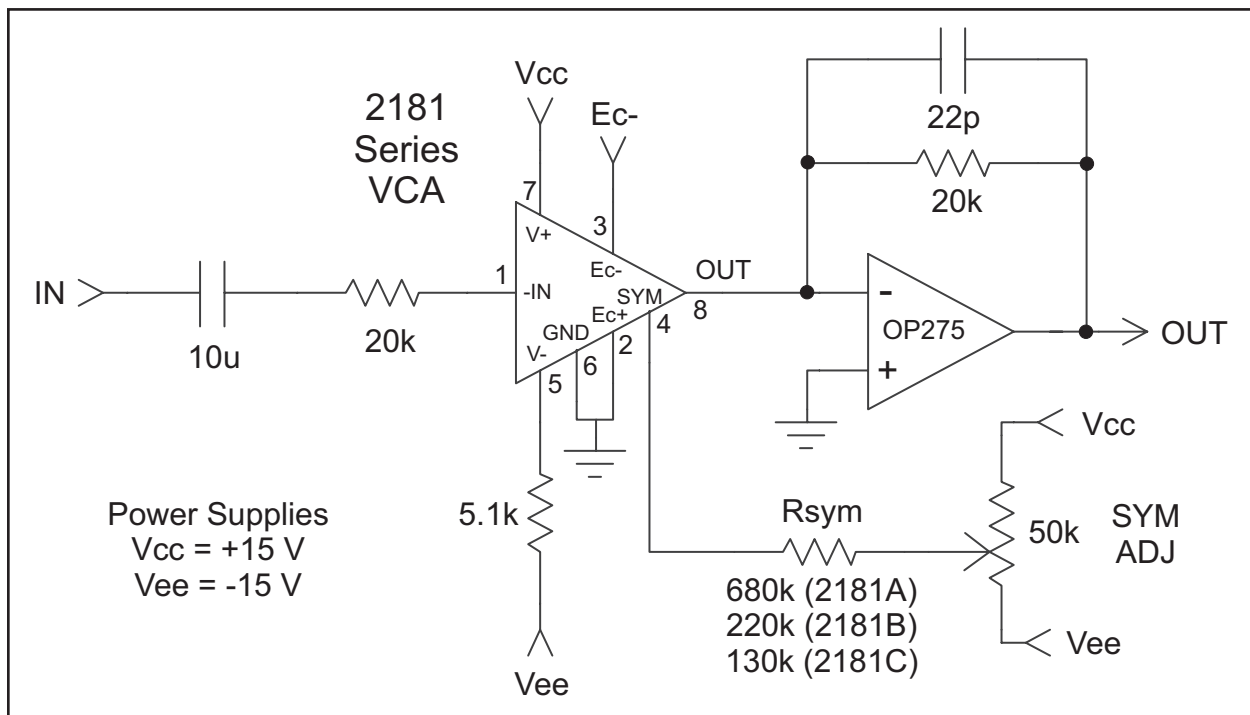 Vcc
2181
Series
VCA
Ec-
22p
20k
7
V+
3
Ec-
1
-IN
OUT
8
SYM
4
Ec+
2
GND
6
V-
5
IN
10u
20k
-
OP275
+
OUT
Vcc
5.1k
Rsym
50k
SYM
ADJ
680k (2181A)
220k (2181B)
130k (2181C)
Vee
Vee
Power Supplies
Vcc = +15 V
Vee = -15 V